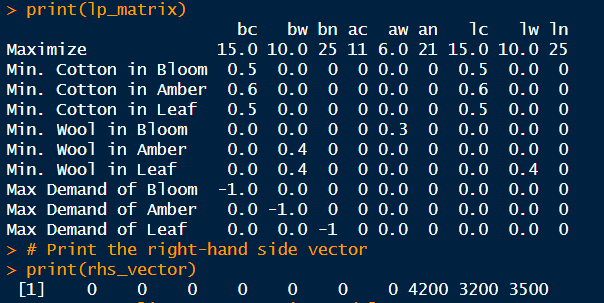 > print(lp_matrix)
bc bw bn ac aw an lc lw ln
Maximize 15.0 10.0 25 11 6.0 21 15.0 10.0 25
Min. Cotton in Bloom 0.5 0.0 0 0 0.0 0 0.5 0.0 0
Min. Cotton in Amber 0.6 0.0 0 0 0.0 0 0.6 0.0 0
Min. Cotton in Leaf 0.5 0.0 0 0 0.0 0 0.5 0.0 0
Min. Wool in Bloom 0.0 0.0 0 0 0.3 0 0.0 0.0 0
Min. Wool in Amber 0.0 0.4 0 0 0.0 0 0.0 0.0 0
Min. Wool in Leaf 0.0 0.4 0 0 0.0 0 0.0 0.4 0
Max Demand of Bloom -1.0 0.0 0 0 0.0 0 0.0 0.0 0
Max Demand of Amber 0.0 -1.0 0 0 0.0 0 0.0 0.0 0
Max Demand of Leaf 0.0 0.0 -1 0 0.0 0 0.0 0.0 0
> # Print the right-hand side vector
> print(rhs_vector)
[1] 0 0 0 0 0 0 4200 3200 3500